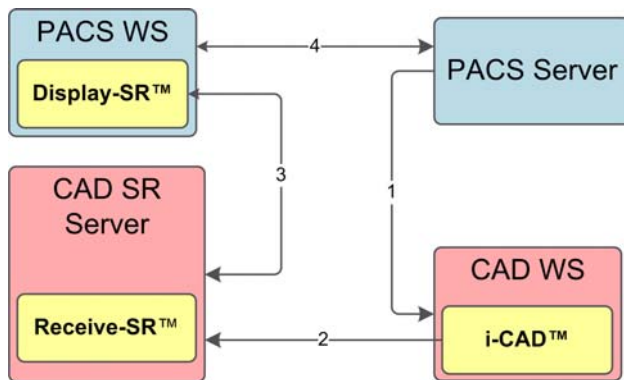 PACS WS
Display-SR™
4
PACS Server
3
1
CAD SR
Server
Receive-SR™
2
CAD WS
i-CAD™